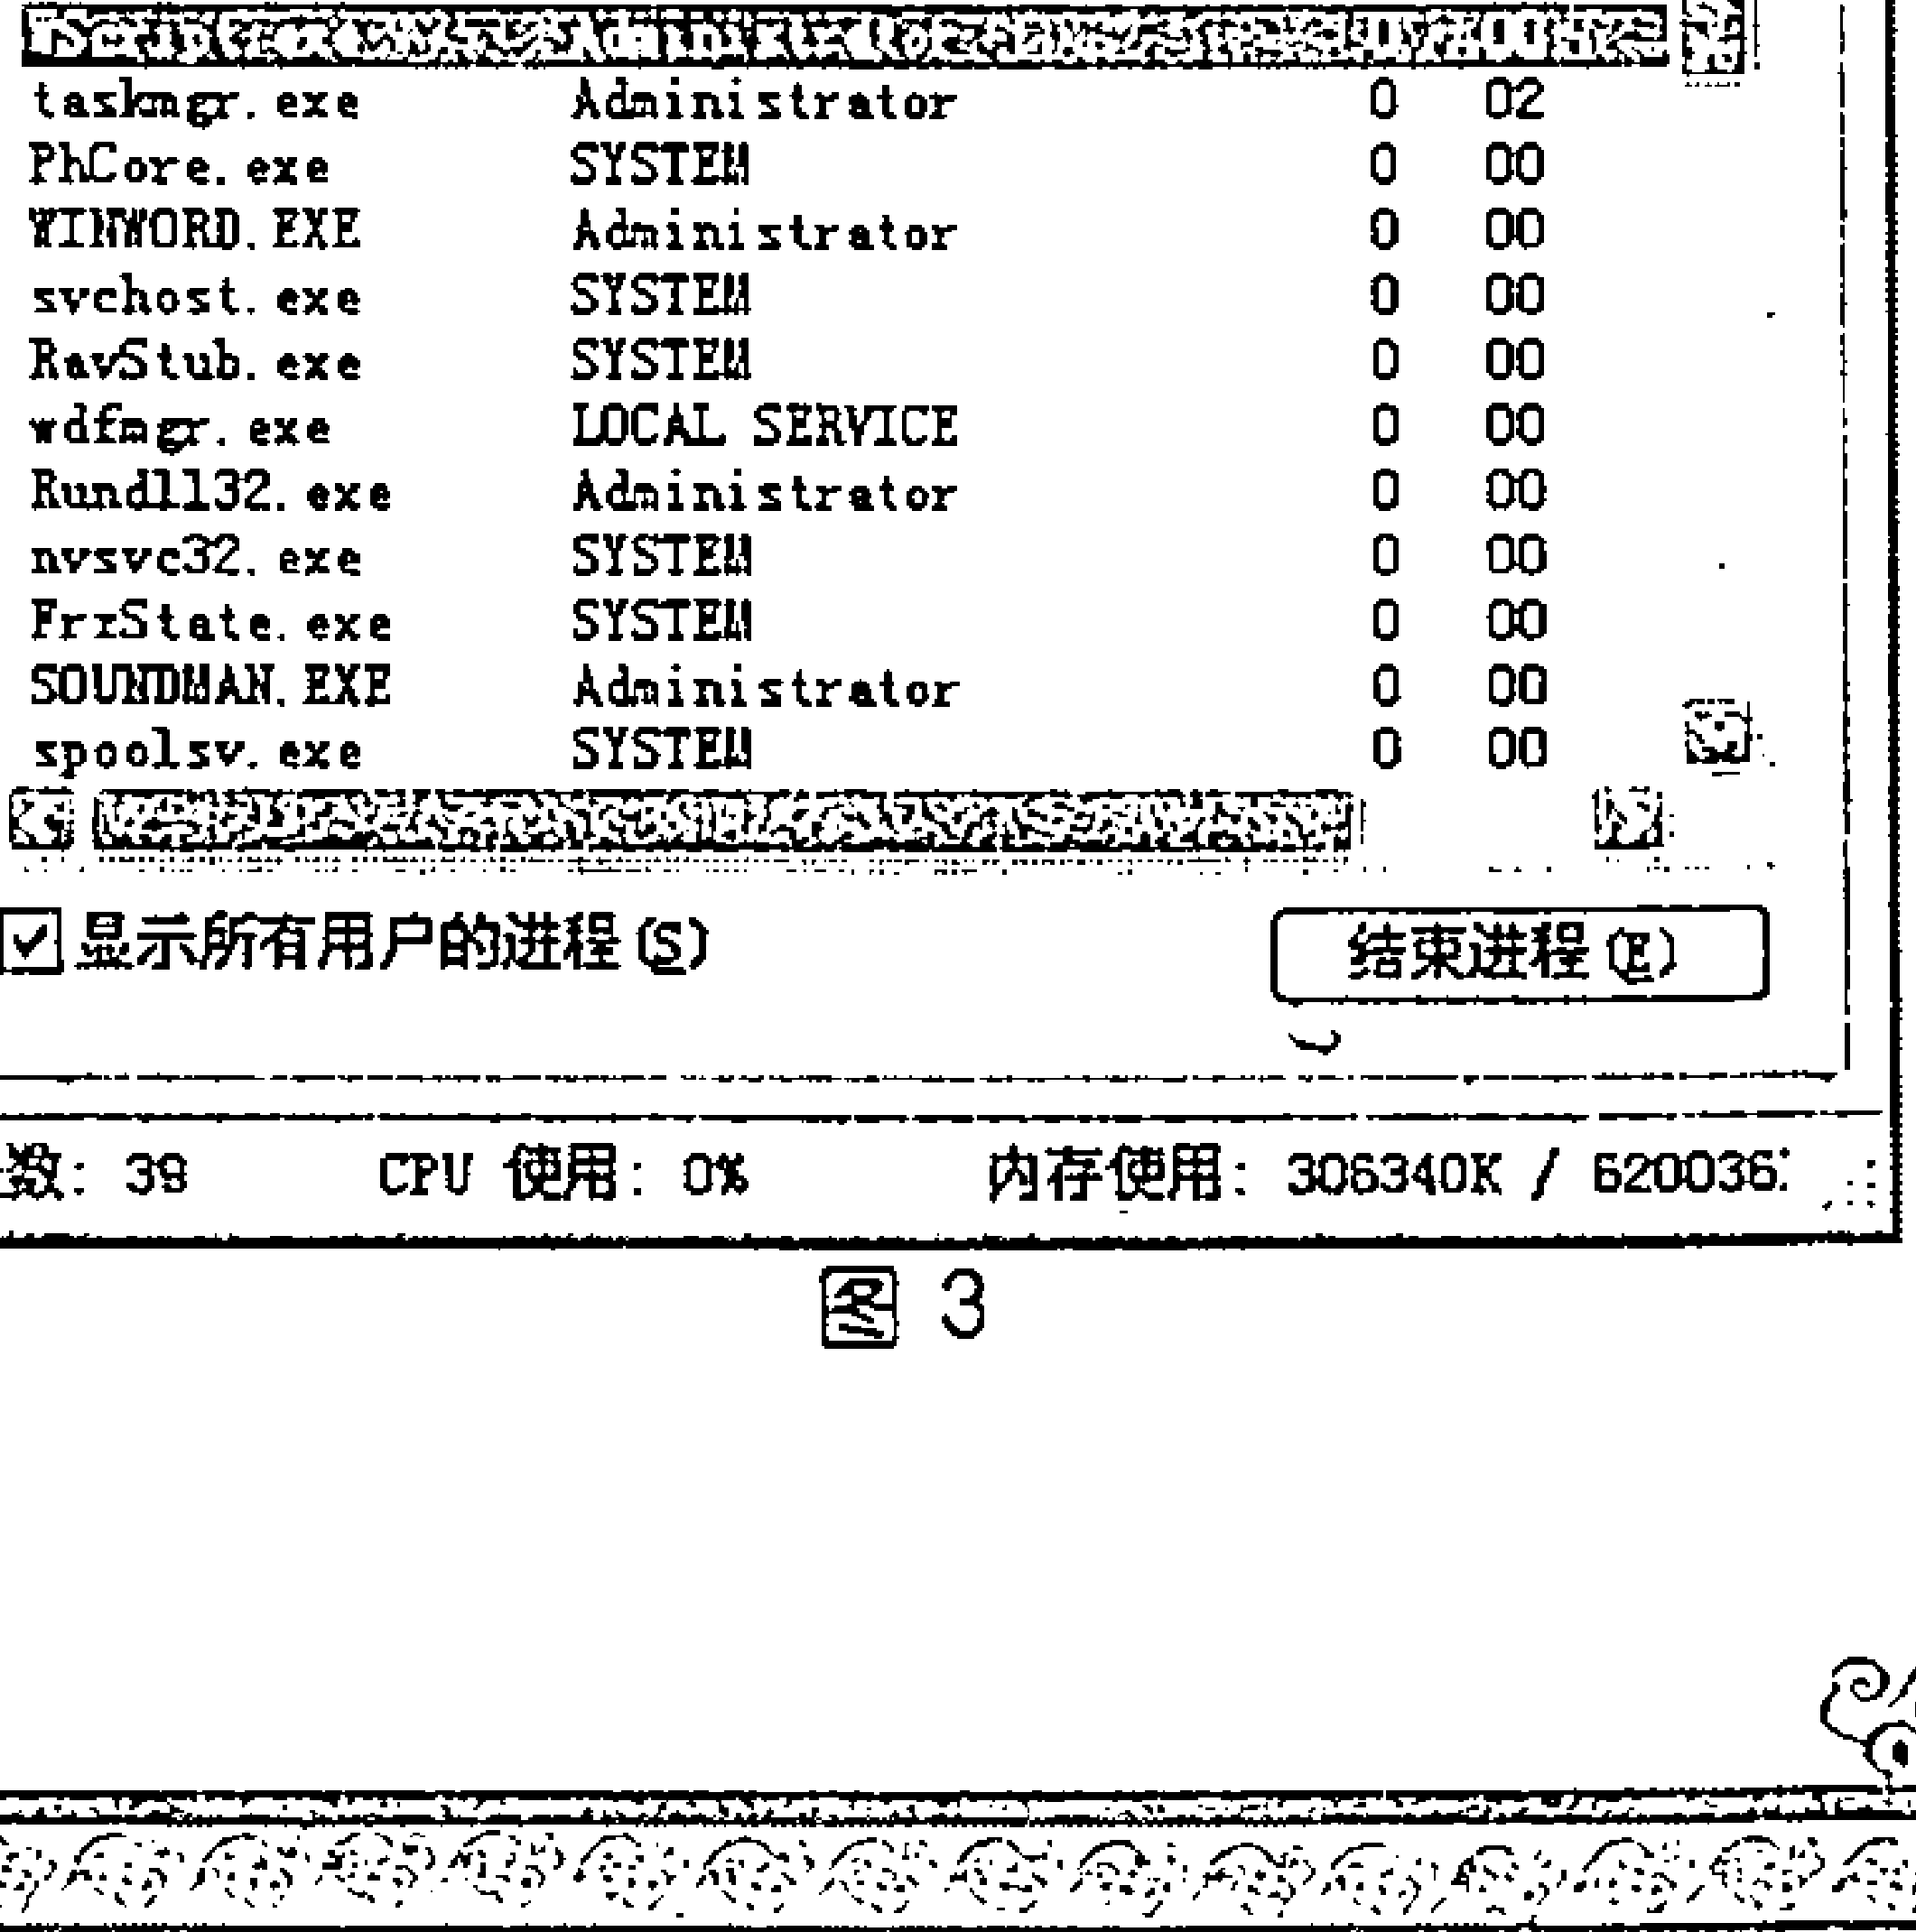 Administrator 0 00
taskmgr.exe Administrator 0 02
PhCore.exe SYSTEM 0 00
WINWORD.EXE Administrator 0 00
svchost.exe SYSTEM 0 00
RavStub.exe SYSTEM 0 00
wdfmgr.exe LOCAL SERVICE 0 00
Rundll32.exe Administrator 0 00
nvsvc32.exe SYSTEM 0 00
FrzState.exe SYSTEM 0 00
SOUNDMAN.EXE Administrator 0 00
spoolsv.exe SYSTEM 0 00
显示所有用户的进程(S) 结束进程(E)
数: 39 CPU 使用: 0% 内存使用: 306340K / 620036
图 3